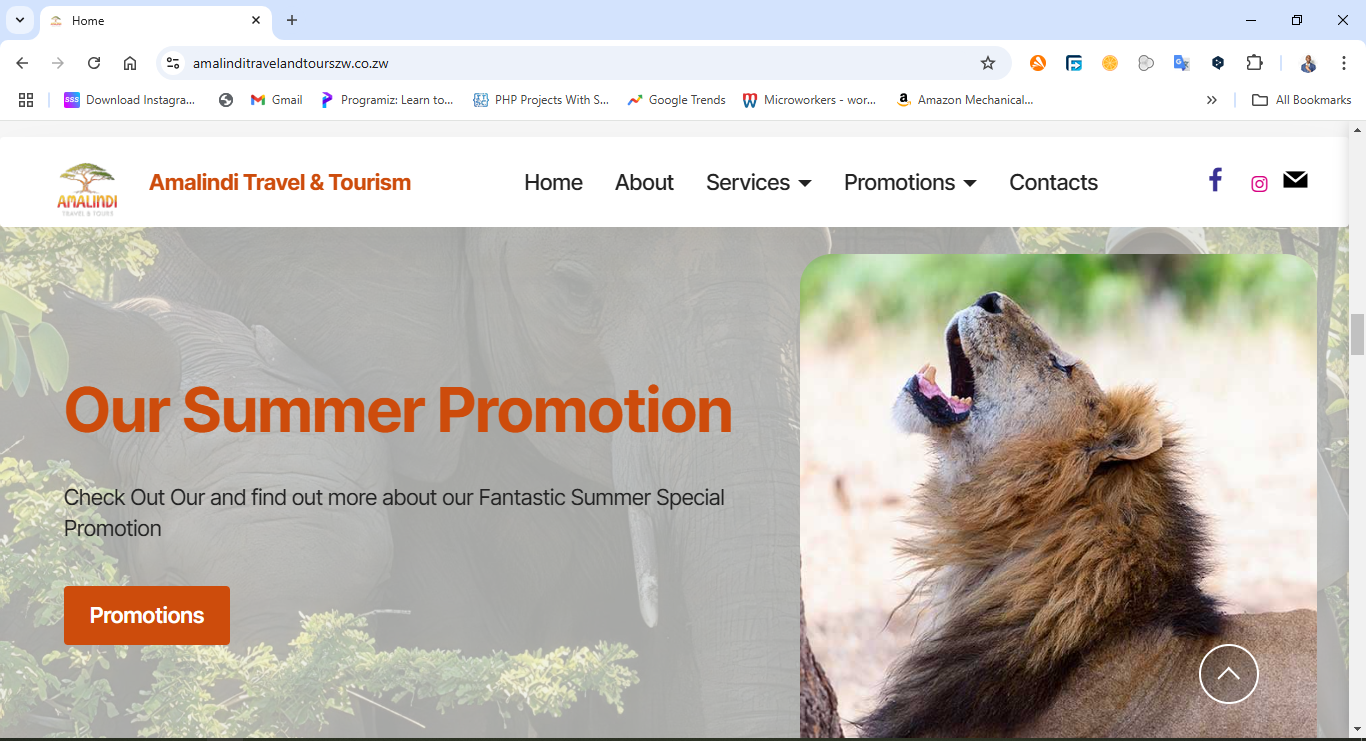 Home
amalinditravelandtourszw.co.zw
SSS Download Instagra...
Gmail
Programiz: Learn to...
PHP Projects With S...
Google Trends
Microworkers - wor...
Amazon Mechanical...
All Bookmarks
AMALINDI
TRAVEL & TOURS
Amalindi Travel & Tourism
Home
About
Services
Promotions
Contacts
Our Summer Promotion
Check Out Our and find out more about our Fantastic Summer Special
Promotion
Promotions